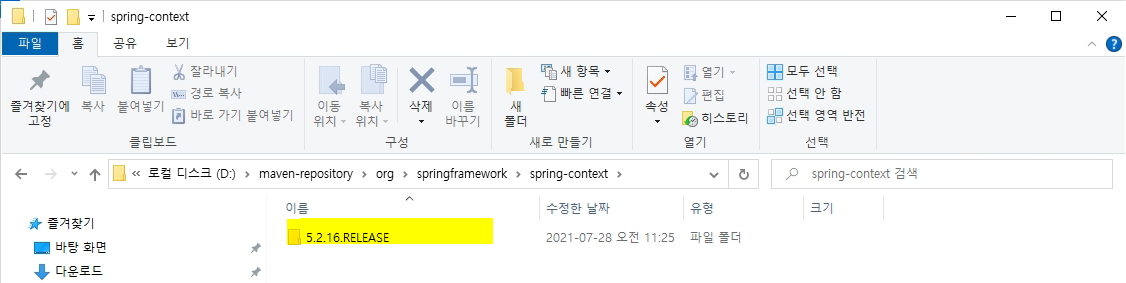 spring-context
파일 홈 공유 보기
즐겨찾기에 고정
복사
붙여넣기
잘라내기
경로 복사
바로 가기 붙여넣기
클립보드
이동 위치
복사 위치
삭제
이름 바꾸기
구성
새 폴더
새 항목
빠른 연결
새로 만들기
속성
열기
편집
히스토리
열기
모두 선택
선택 안 함
선택 영역 반전
선택
« 로컬 디스크 (D:) > maven-repository > org > springframework > spring-context >
spring-context 검색
이름 수정한 날짜 유형 크기
즐겨찾기
바탕 화면
다운로드
5.2.16.RELEASE 2021-07-28 오전 11:25 파일 폴더